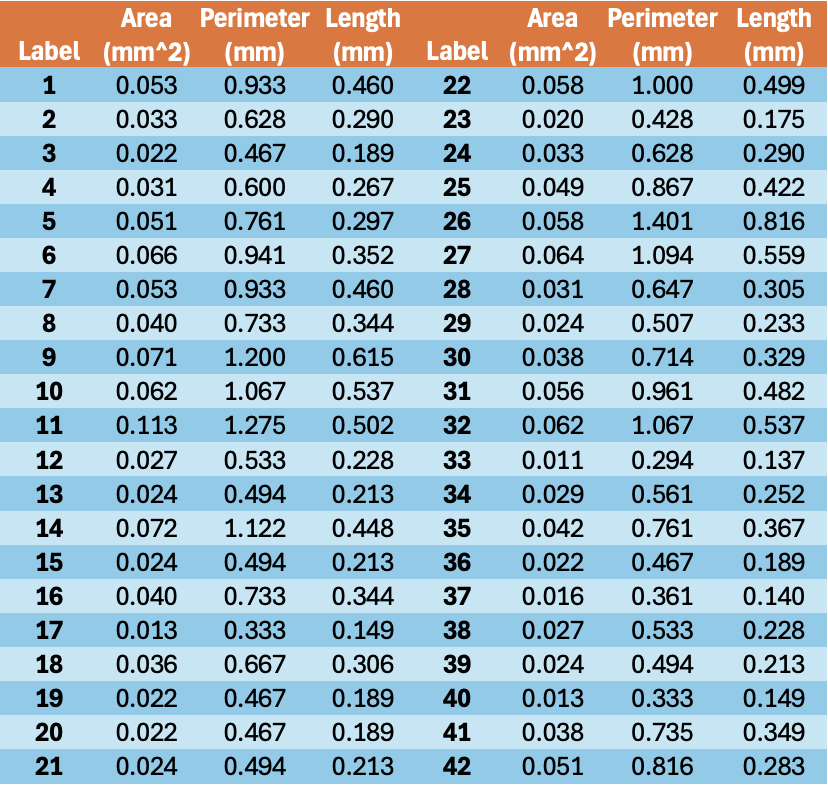 Label Area (mm^2) Perimeter (mm) Length (mm) Label Area (mm^2) Perimeter (mm) Length (mm)
1 0.053 0.933 0.460 22 0.058 1.000 0.499
2 0.033 0.628 0.290 23 0.020 0.428 0.175
3 0.022 0.467 0.189 24 0.033 0.628 0.290
4 0.031 0.600 0.267 25 0.049 0.867 0.422
5 0.051 0.761 0.297 26 0.058 1.401 0.816
6 0.066 0.941 0.352 27 0.064 1.094 0.559
7 0.053 0.933 0.460 28 0.031 0.647 0.305
8 0.040 0.733 0.344 29 0.024 0.507 0.233
9 0.071 1.200 0.615 30 0.038 0.714 0.329
10 0.062 1.067 0.537 31 0.056 0.961 0.482
11 0.113 1.275 0.502 32 0.062 1.067 0.537
12 0.027 0.533 0.228 33 0.011 0.294 0.137
13 0.024 0.494 0.213 34 0.029 0.561 0.252
14 0.072 1.122 0.448 35 0.042 0.761 0.367
15 0.024 0.494 0.213 36 0.022 0.467 0.189
16 0.040 0.733 0.344 37 0.016 0.361 0.140
17 0.013 0.333 0.149 38 0.027 0.533 0.228
18 0.036 0.667 0.306 39 0.024 0.494 0.213
19 0.022 0.467 0.189 40 0.013 0.333 0.149
20 0.022 0.467 0.189 41 0.038 0.735 0.349
21 0.024 0.494 0.213 42 0.051 0.816 0.283